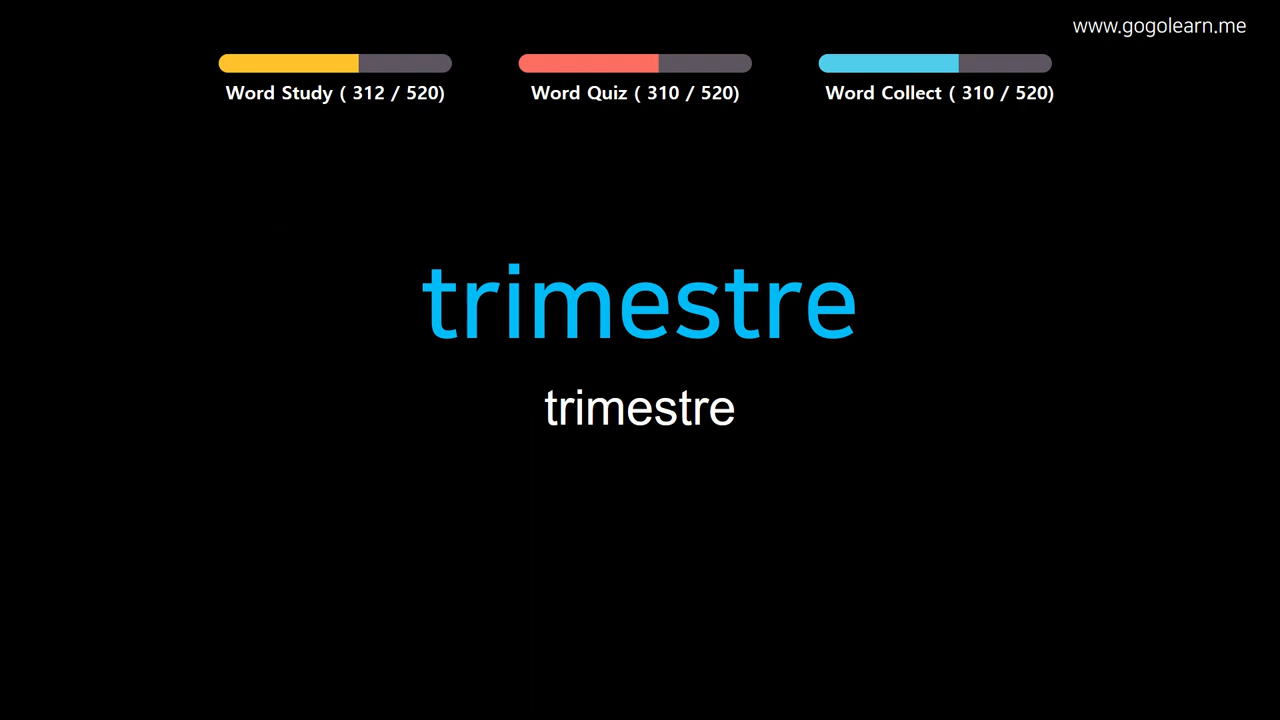 www.gogolearn.me
Word Study ( 312 / 520)
Word Quiz ( 310 / 520)
Word Collect ( 310 / 520)
trimestre
trimestre